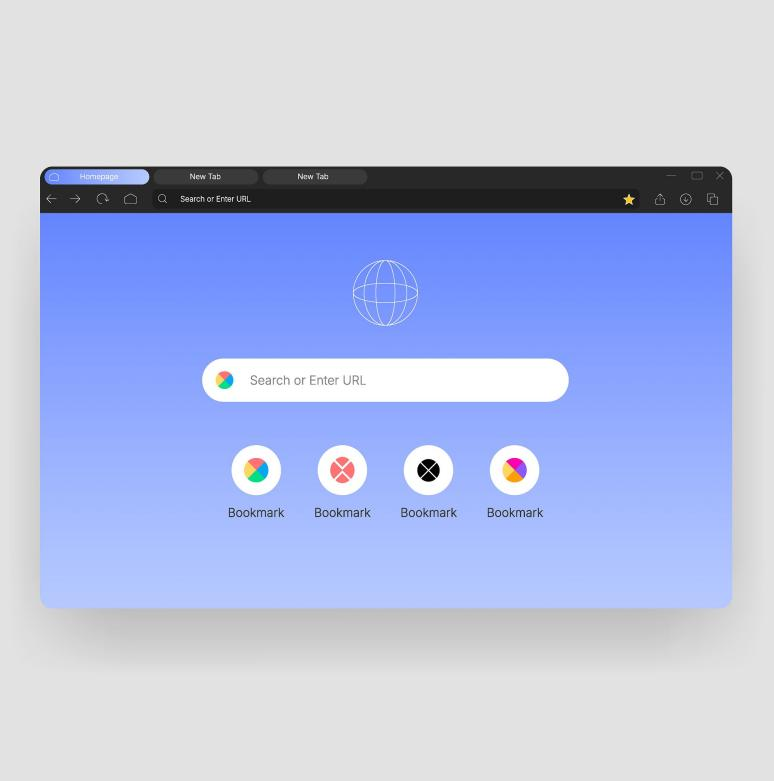 Homepage
New Tab
New Tab
Search or Enter URL
Search or Enter URL
Bookmark
Bookmark
Bookmark
Bookmark